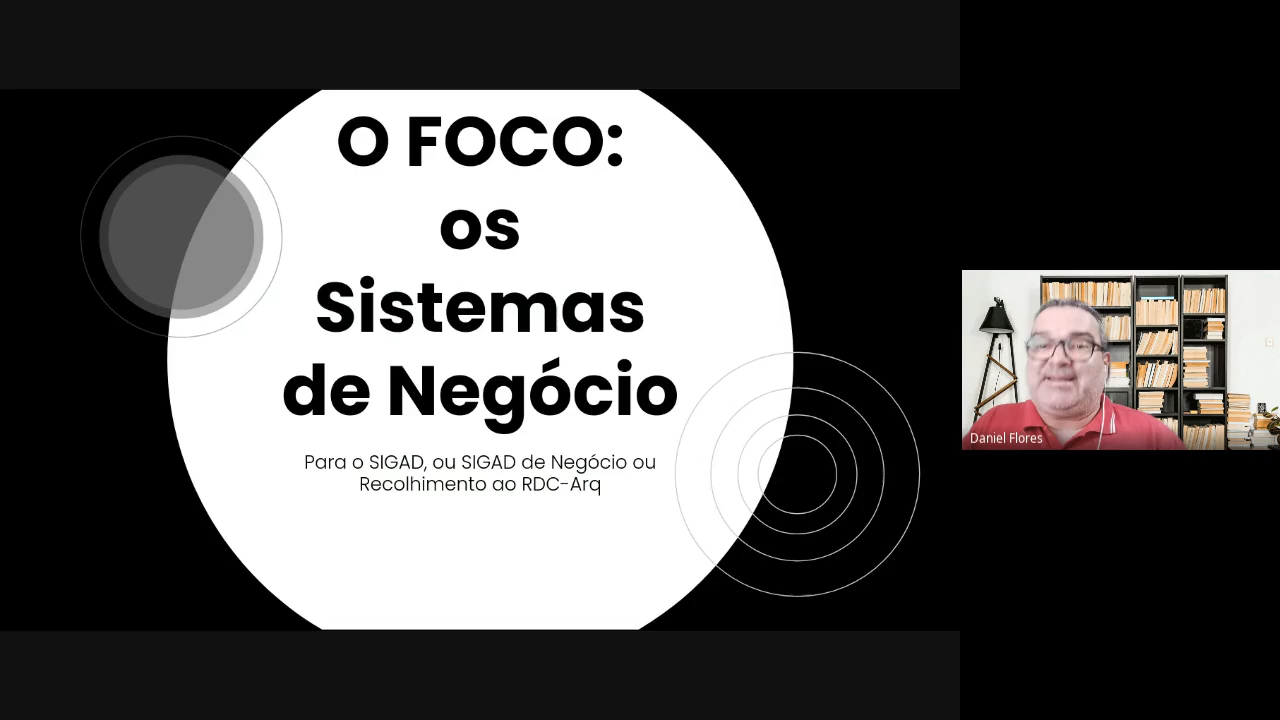 O FOCO:
os
Sistemas
de Negócio
Para o SIGAD, ou SIGAD de Negócio ou
Recolhimento ao RDC-Arq
Daniel Flores